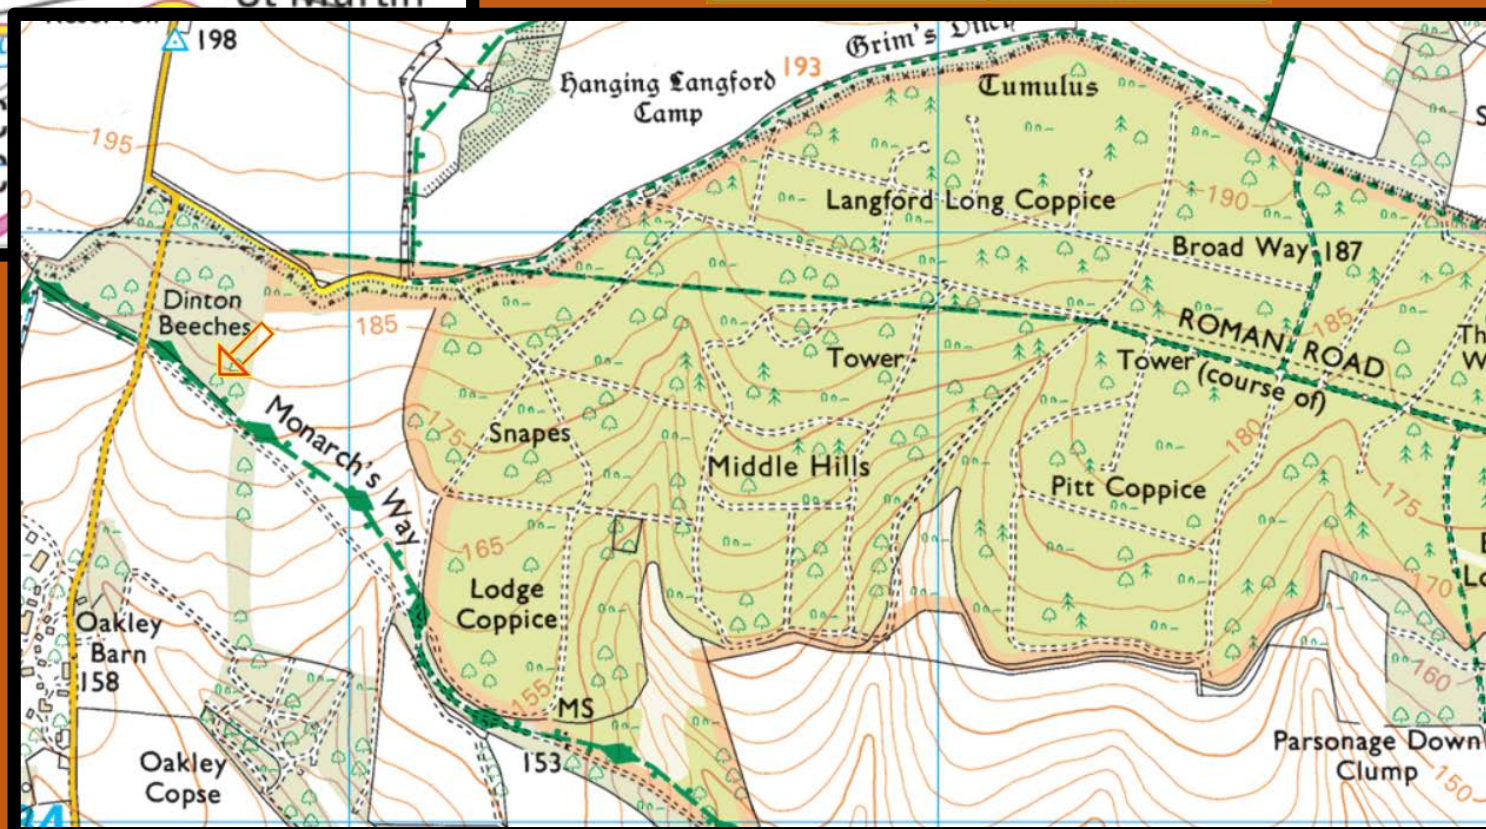 St Martin
198
Grim's Ditch
Hanging Langford
Camp
193
Tumulus
195
Langford Long Coppice
190
Broad Way
187
Dinton
Beeches
185
ROMAN ROAD
(course of)
185
Tower
Tower
Monarch's Way
175
Snapes
Middle Hills
180
Pitt Coppice
175
165
Lodge
Coppice
170
Oakley
Barn
158
155
MS
160
153
Oakley
Copse
Parsonage Down
Clump
150